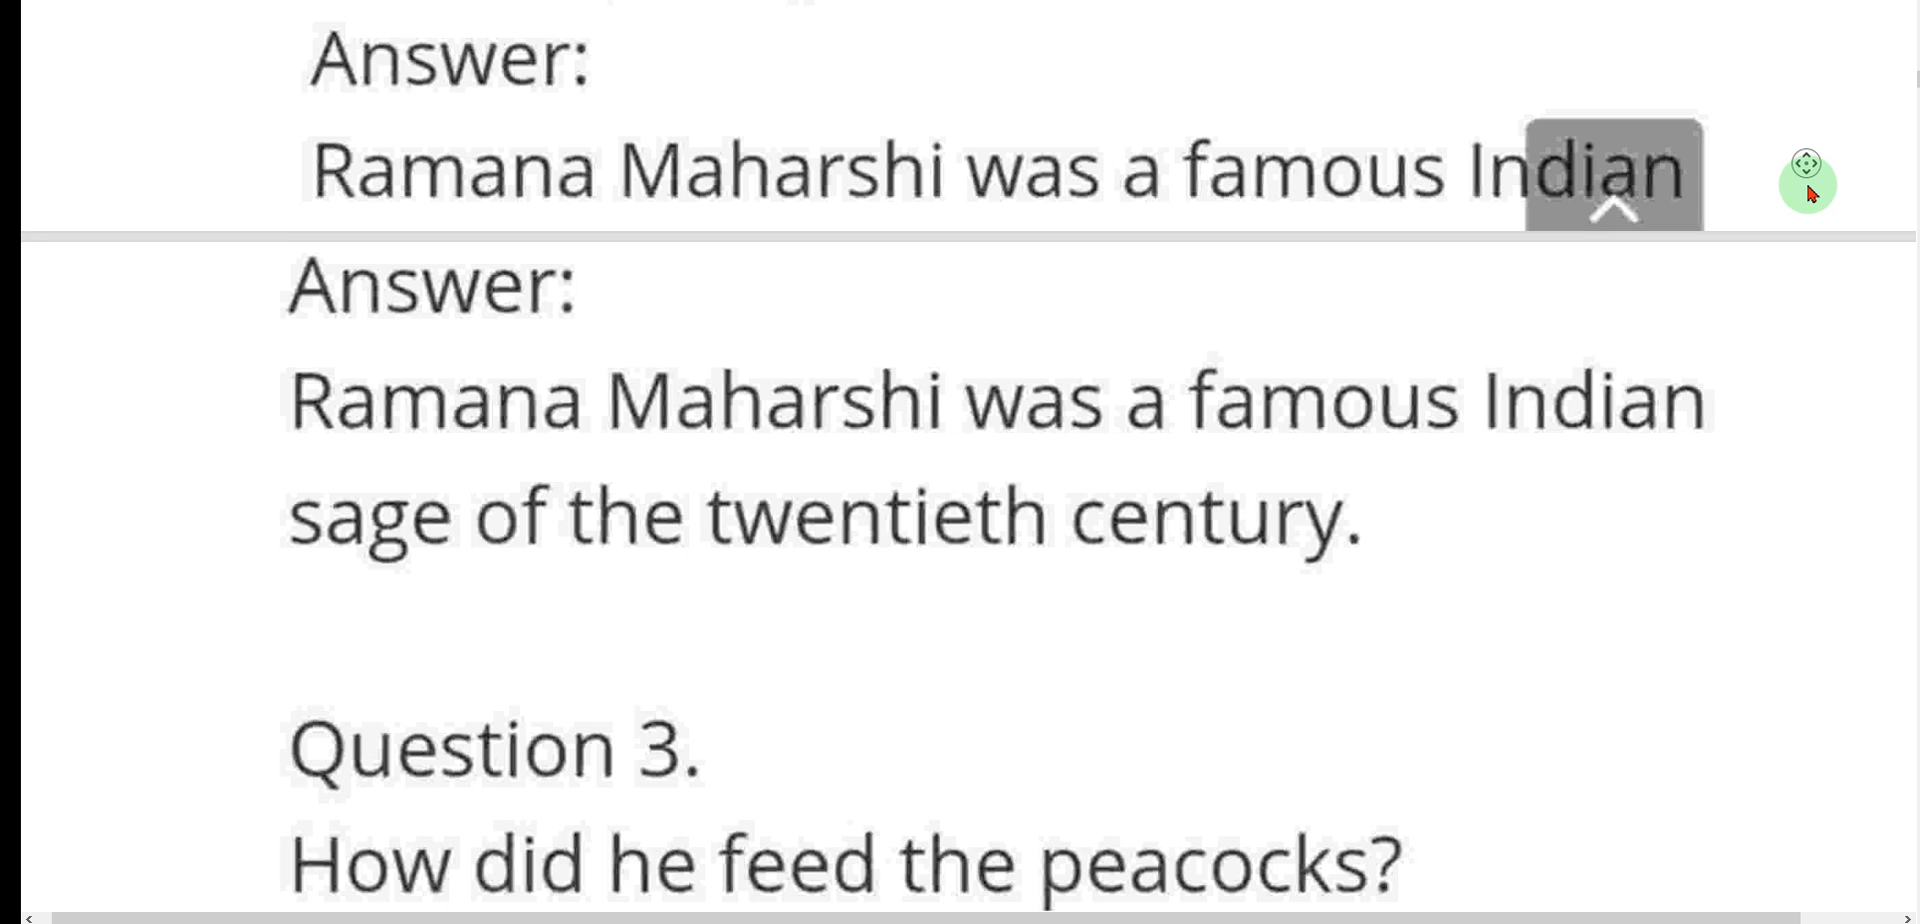 Answer:
Ramana Maharshi was a famous Indian
Answer:
Ramana Maharshi was a famous Indian
sage of the twentieth century.
Question 3.
How did he feed the peacocks?